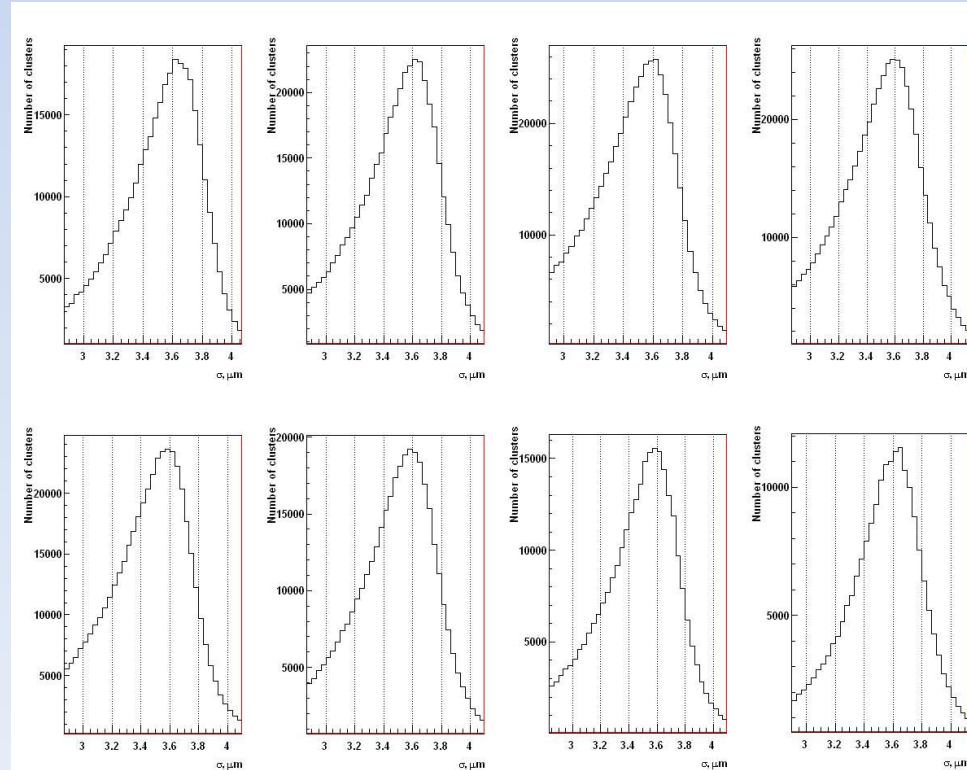 Number of clusters
15000
10000
5000
3 3.2 3.4 3.6 3.8 4
σ, μm
Number of clusters
20000
15000
10000
5000
3 3.2 3.4 3.6 3.8 4
σ, μm
Number of clusters
20000
10000
3 3.2 3.4 3.6 3.8 4
σ, μm
Number of clusters
20000
10000
3 3.2 3.4 3.6 3.8 4
σ, μm
Number of clusters
20000
15000
10000
5000
3 3.2 3.4 3.6 3.8 4
σ, μm
Number of clusters
20000
15000
10000
5000
3 3.2 3.4 3.6 3.8 4
σ, μm
Number of clusters
15000
10000
5000
3 3.2 3.4 3.6 3.8 4
σ, μm
Number of clusters
10000
5000
3 3.2 3.4 3.6 3.8 4
σ, μm